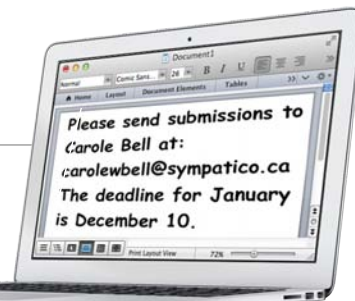 Document1
Normal
Comic Sans...
26
B I U
Home
Layout
Document Elements
Tables
Please send submissions to
Carole Bell at:
carolewbell@sympatico.ca
The deadline for January
is December 10.
Print Layout View
72%